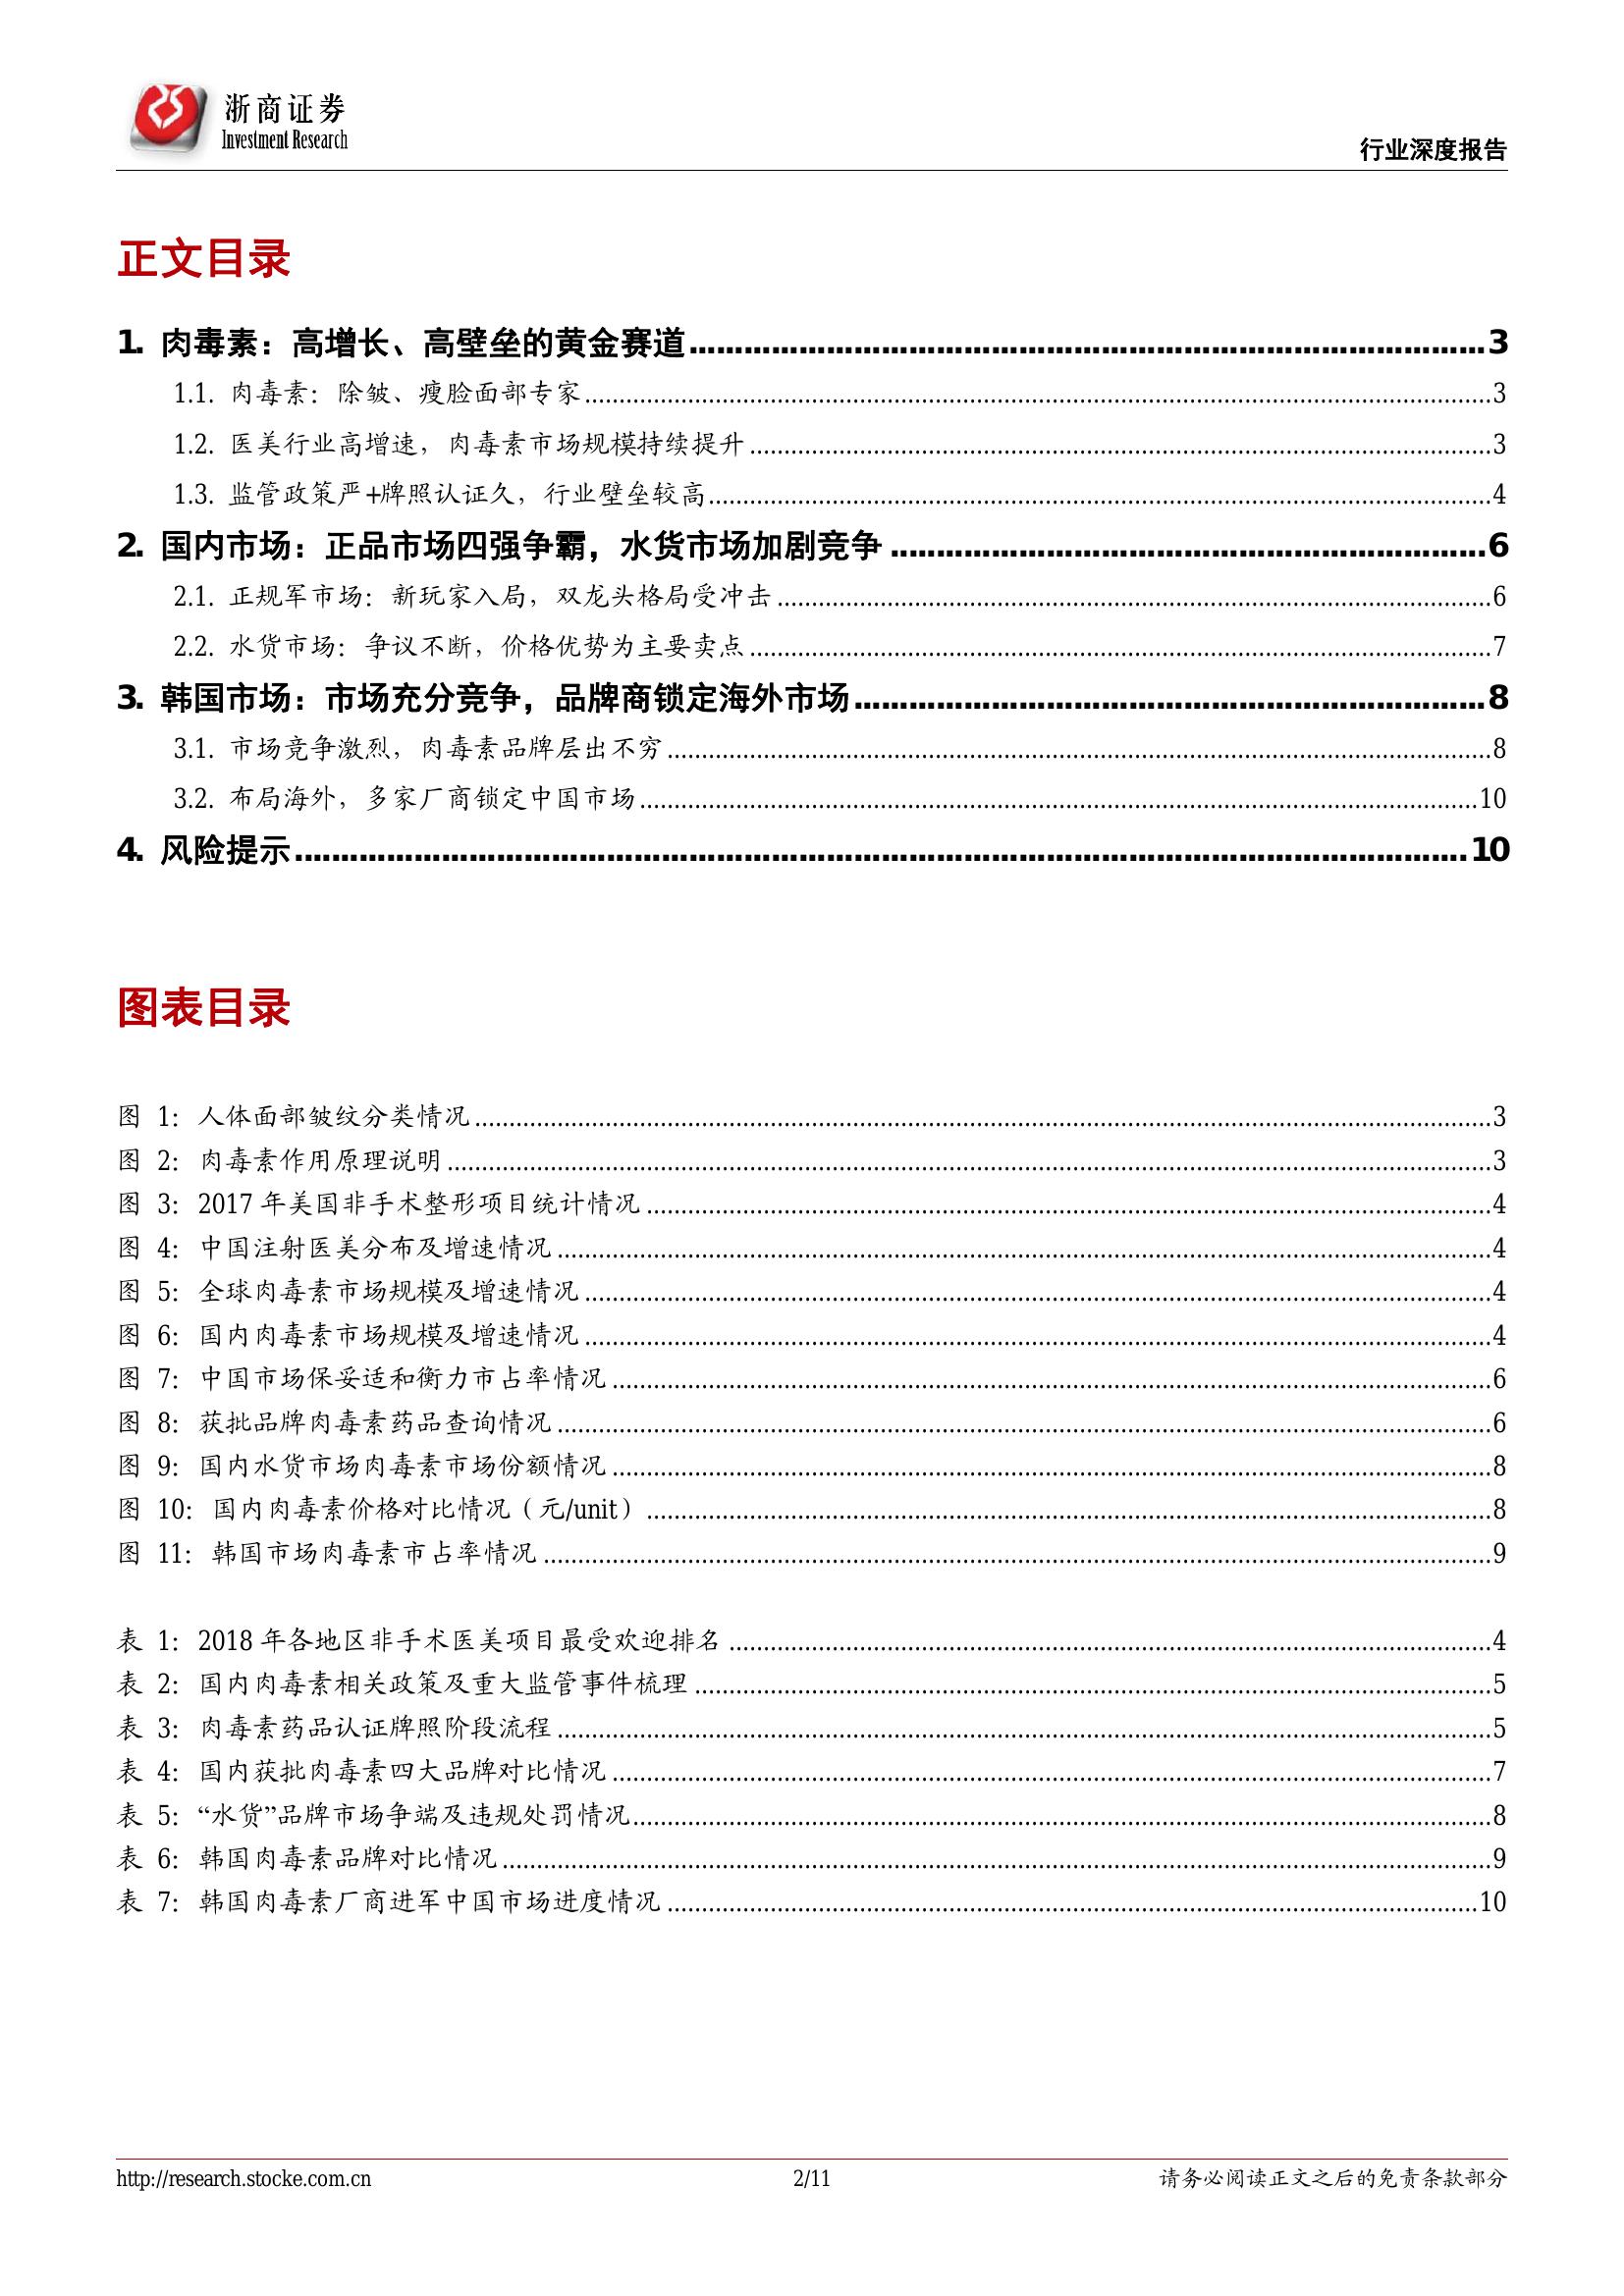 浙商证券
Investment Research
行业深度报告
正文目录
1. 肉毒素：高增长、高壁垒的黄金赛道 3
1.1. 肉毒素：除皱、瘦脸面部专家 3
1.2. 医美行业高增速，肉毒素市场规模持续提升 3
1.3. 监管政策严+牌照认证久，行业壁垒较高 4
2. 国内市场：正品市场四强争霸，水货市场加剧竞争 6
2.1. 正规军市场：新玩家入局，双龙头格局受冲击 6
2.2. 水货市场：争议不断，价格优势为主要卖点 7
3. 韩国市场：市场充分竞争，品牌商锁定海外市场 8
3.1. 市场竞争激烈，肉毒素品牌层出不穷 8
3.2. 布局海外，多家厂商锁定中国市场 10
4. 风险提示 10
图表目录
图 1：人体面部皱纹分类情况 3
图 2：肉毒素作用原理说明 3
图 3：2017 年美国非手术整形项目统计情况 4
图 4：中国注射医美分布及增速情况 4
图 5：全球肉毒素市场规模及增速情况 4
图 6：国内肉毒素市场规模及增速情况 4
图 7：中国市场保妥适和衡力市占率情况 6
图 8：获批品牌肉毒素药品查询情况 6
图 9：国内水货市场肉毒素市场份额情况 8
图 10：国内肉毒素价格对比情况（元/unit） 8
图 11：韩国市场肉毒素市占率情况 9
表 1：2018 年各地区非手术医美项目最受欢迎排名 4
表 2：国内肉毒素相关政策及重大监管事件梳理 5
表 3：肉毒素药品认证牌照阶段流程 5
表 4：国内获批肉毒素四大品牌对比情况 7
表 5：“水货”品牌市场争端及违规处罚情况 8
表 6：韩国肉毒素品牌对比情况 9
表 7：韩国肉毒素厂商进军中国市场进度情况 10
http://research.stocke.com.cn
2/11
请务必阅读正文之后的免责条款部分